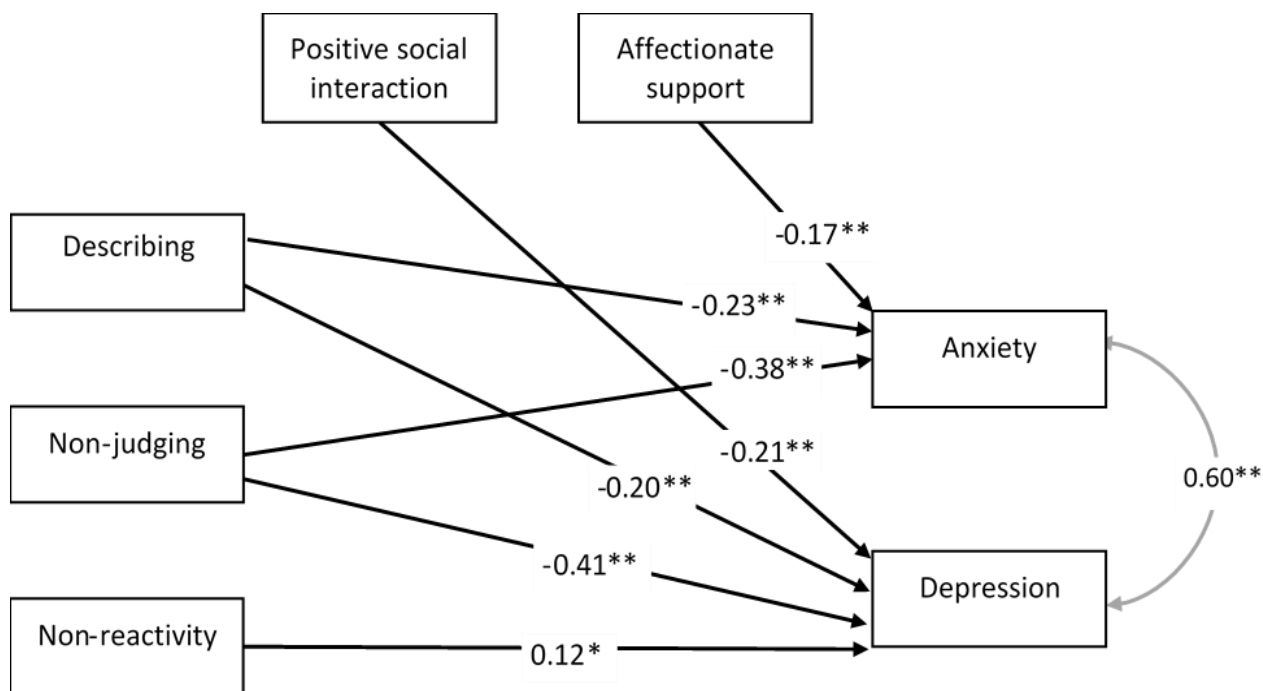 Positive social
interaction
Affectionate
support
-0.17**
Describing
-0.23**
Anxiety
-0.38**
Non-judging
-0.21**
-0.20**
0.60**
-0.41**
Depression
Non-reactivity
0.12*